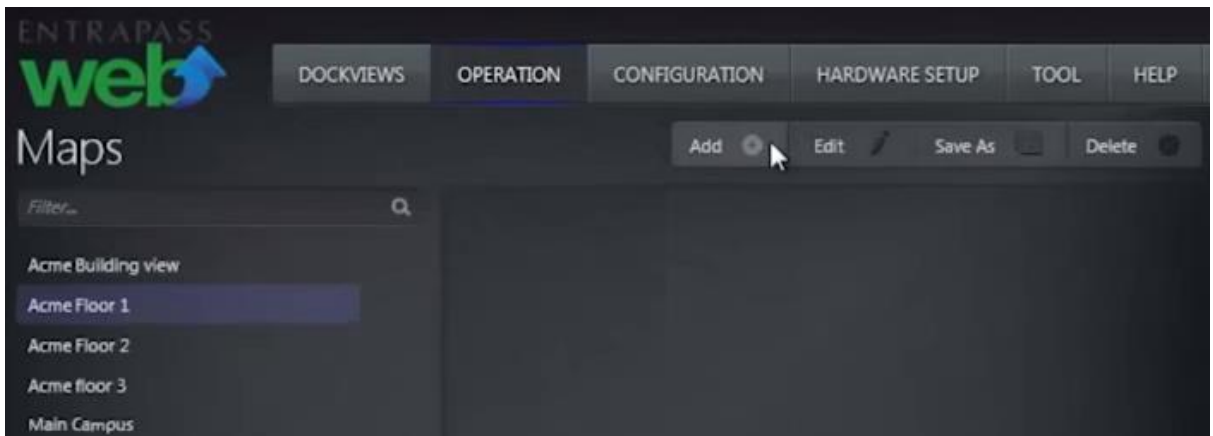 ENTRAPASS
web
DOCKVIEWS OPERATION CONFIGURATION HARDWARE SETUP TOOL HELP
Maps
Add Edit Save As Delete
Filter...
Acme Building view
Acme Floor 1
Acme Floor 2
Acme floor 3
Main Campus